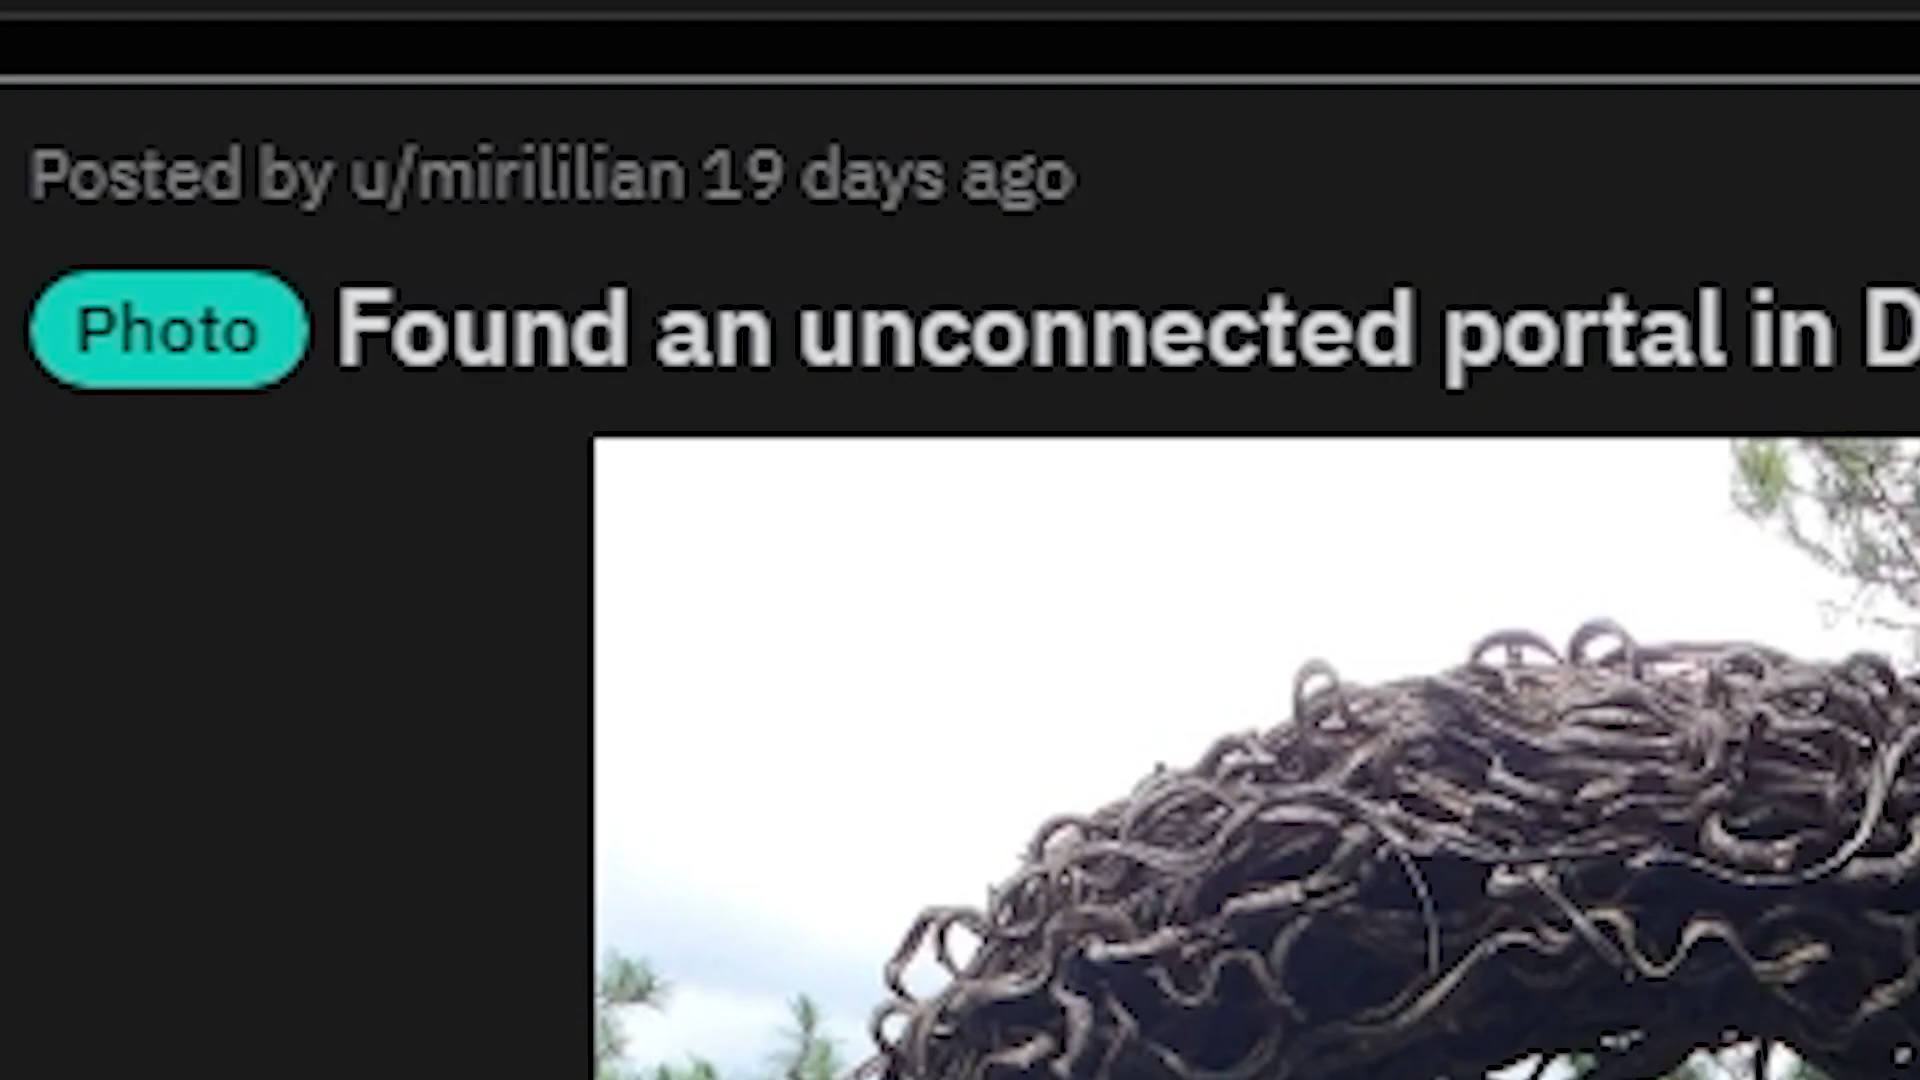 Posted by u/mirililian 19 days ago
Photo Found an unconnected portal in D